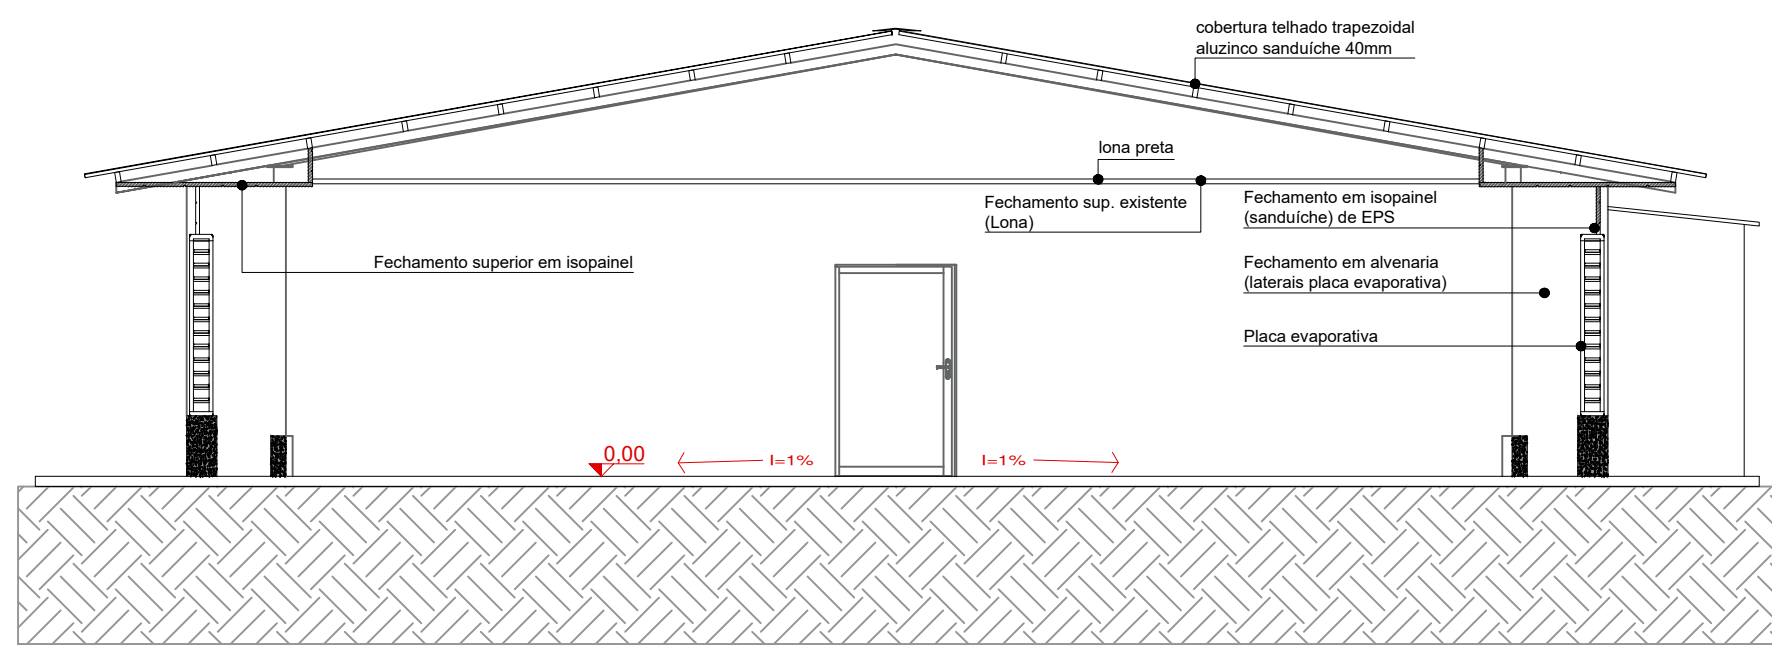 cobertura telhado trapezoidal
aluzinco sanduíche 40mm
lona preta
Fechamento sup. existente
(Lona)
Fechamento em isopainel
(sanduíche) de EPS
Fechamento superior em isopainel
Fechamento em alvenaria
(laterais placa evaporativa)
Placa evaporativa
0,00
I=1%
I=1%